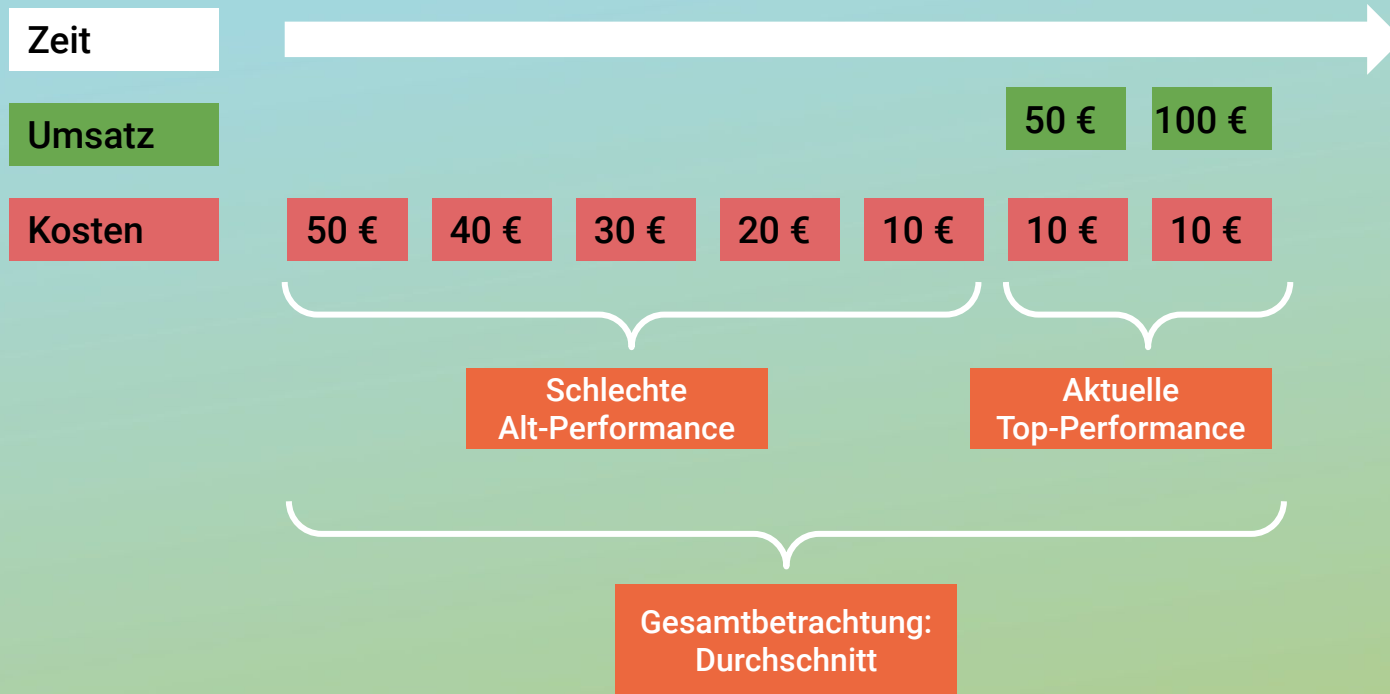 Zeit
Umsatz
50 €
100 €
Kosten
50 €
40 €
30 €
20 €
10 €
10 €
10 €
Schlechte
Alt-Performance
Aktuelle
Top-Performance
Gesamtbetrachtung:
Durchschnitt